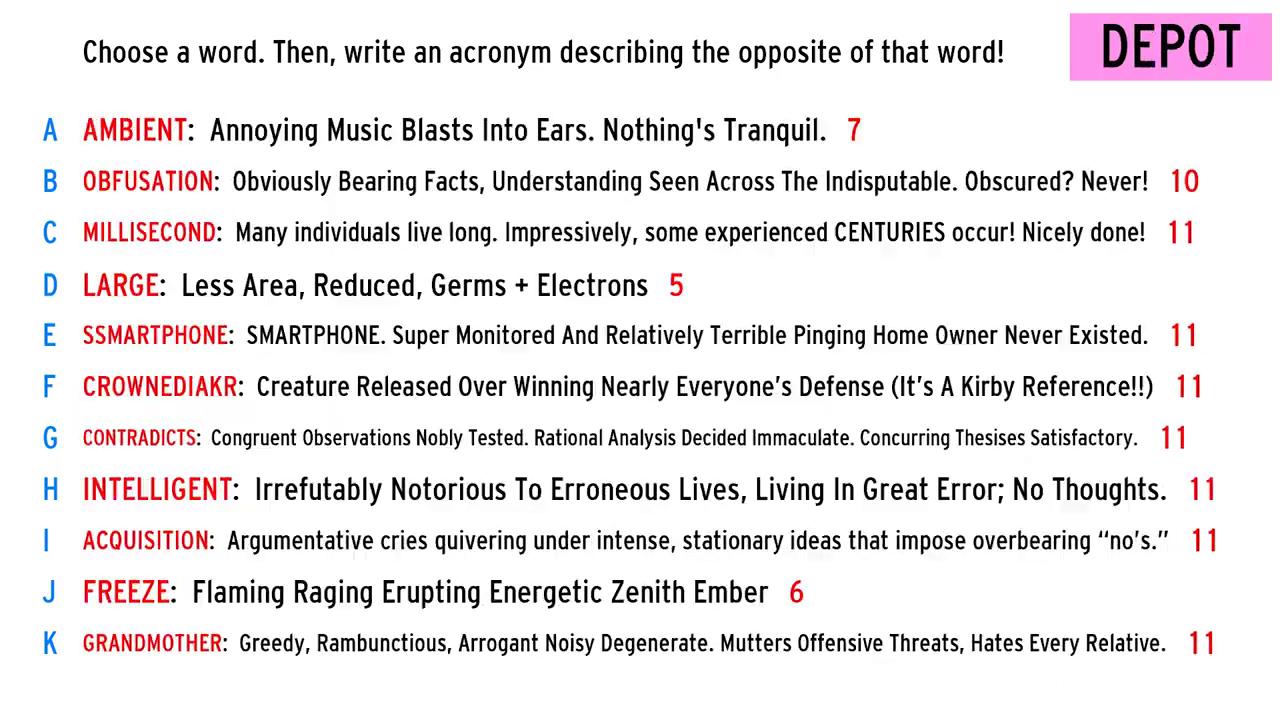 Choose a word. Then, write an acronym describing the opposite of that word!
DEPOT
A AMBIENT: Annoying Music Blasts Into Ears. Nothing's Tranquil. 7
B OBFUSATION: Obviously Bearing Facts, Understanding Seen Across The Indisputable. Obscured? Never! 10
C MILLISECOND: Many individuals live long. Impressively, some experienced CENTURIES occur! Nicely done! 11
D LARGE: Less Area, Reduced, Germs + Electrons 5
E SSMARTPHONE: SMARTPHONE. Super Monitored And Relatively Terrible Pinging Home Owner Never Existed. 11
F CROWNEDIAKR: Creature Released Over Winning Nearly Everyone’s Defense (It’s A Kirby Reference!!) 11
G CONTRADICTS: Congruent Observations Nobly Tested. Rational Analysis Decided Immaculate. Concurring Thesises Satisfactory. 11
H INTELLIGENT: Irrefutably Notorious To Erroneous Lives, Living In Great Error; No Thoughts. 11
I ACQUISITION: Argumentative cries quivering under intense, stationary ideas that impose overbearing “no’s.” 11
J FREEZE: Flaming Raging Erupting Energetic Zenith Ember 6
K GRANDMOTHER: Greedy, Rambunctious, Arrogant Noisy Degenerate. Mutters Offensive Threats, Hates Every Relative. 11